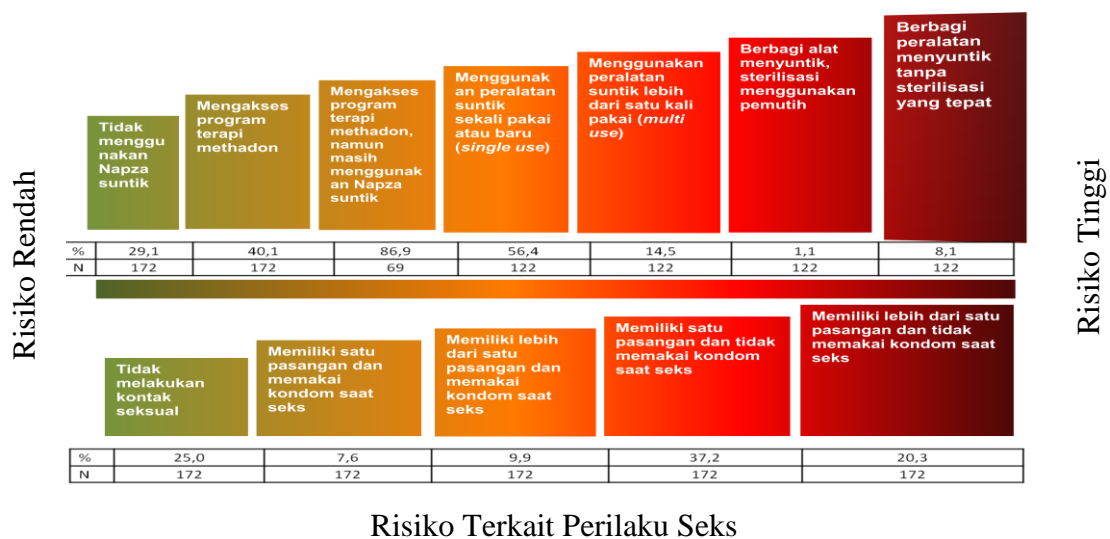 Tidak
menggu
nakan
Napza
suntik
Mengakses
program
terapi
methadon
Mengakses
program
terapi
methadon,
namun
masih
menggunak
an Napza
suntik
Menggunak
an peralatan
suntik
sekali pakai
atau baru
(single use)
Menggunakan
peralatan
suntik lebih
dari satu kali
pakai (multi
use)
Berbagi alat
menyuntik,
sterilisasi
menggunakan
pemutih
Berbagi
peralatan
menyuntik
tanpa
sterilisasi
yang tepat
% 29,1 40,1 86,9 56,4 14,5 1,1 8,1
N 172 172 69 122 122 122 122
Risiko Rendah
Risiko Tinggi
Tidak
melakukan
kontak
seksual
Memiliki satu
pasangan dan
memakai
kondom saat
seks
Memiliki lebih
dari satu
pasangan dan
memakai
kondom saat
seks
Memiliki satu
pasangan dan tidak
memakai kondom
saat seks
Memiliki lebih dari satu
pasangan dan tidak
memakai kondom saat
seks
% 25,0 7,6 9,9 37,2 20,3
N 172 172 172 172 172
Risiko Terkait Perilaku Seks